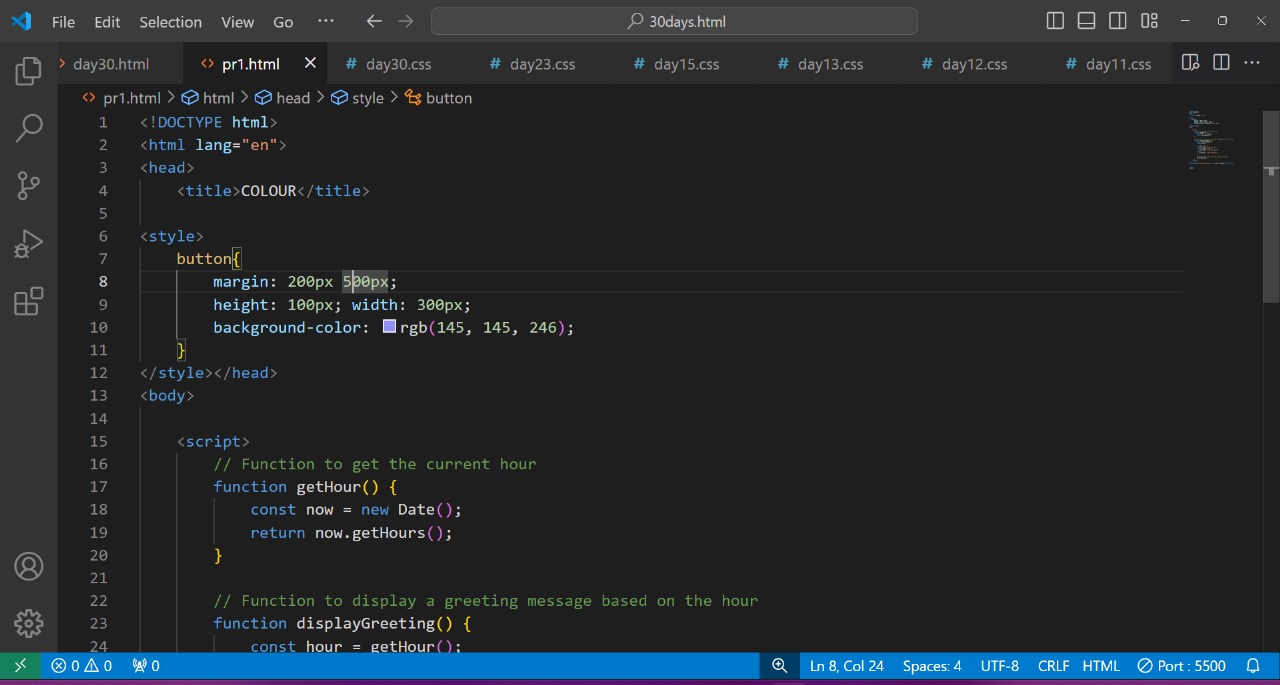 File Edit Selection View Go ··· 30days.html
day30.html pr1.html day30.css day23.css day15.css day13.css day12.css day11.css
pr1.html > html > head > style > button
1 <!DOCTYPE html>
2 <html lang="en">
3 <head>
4 <title>COLOUR</title>
5
6 <style>
7 button{
8 margin: 200px 500px;
9 height: 100px; width: 300px;
10 background-color: rgb(145, 145, 246);
11 }
12 </style></head>
13 <body>
14
15 <script>
16 // Function to get the current hour
17 function getHour() {
18 const now = new Date();
19 return now.getHours();
20 }
21
22 // Function to display a greeting message based on the hour
23 function displayGreeting() {
24 const hour = getHour();
0 0 0 Ln 8, Col 24 Spaces: 4 UTF-8 CRLF HTML Port : 5500